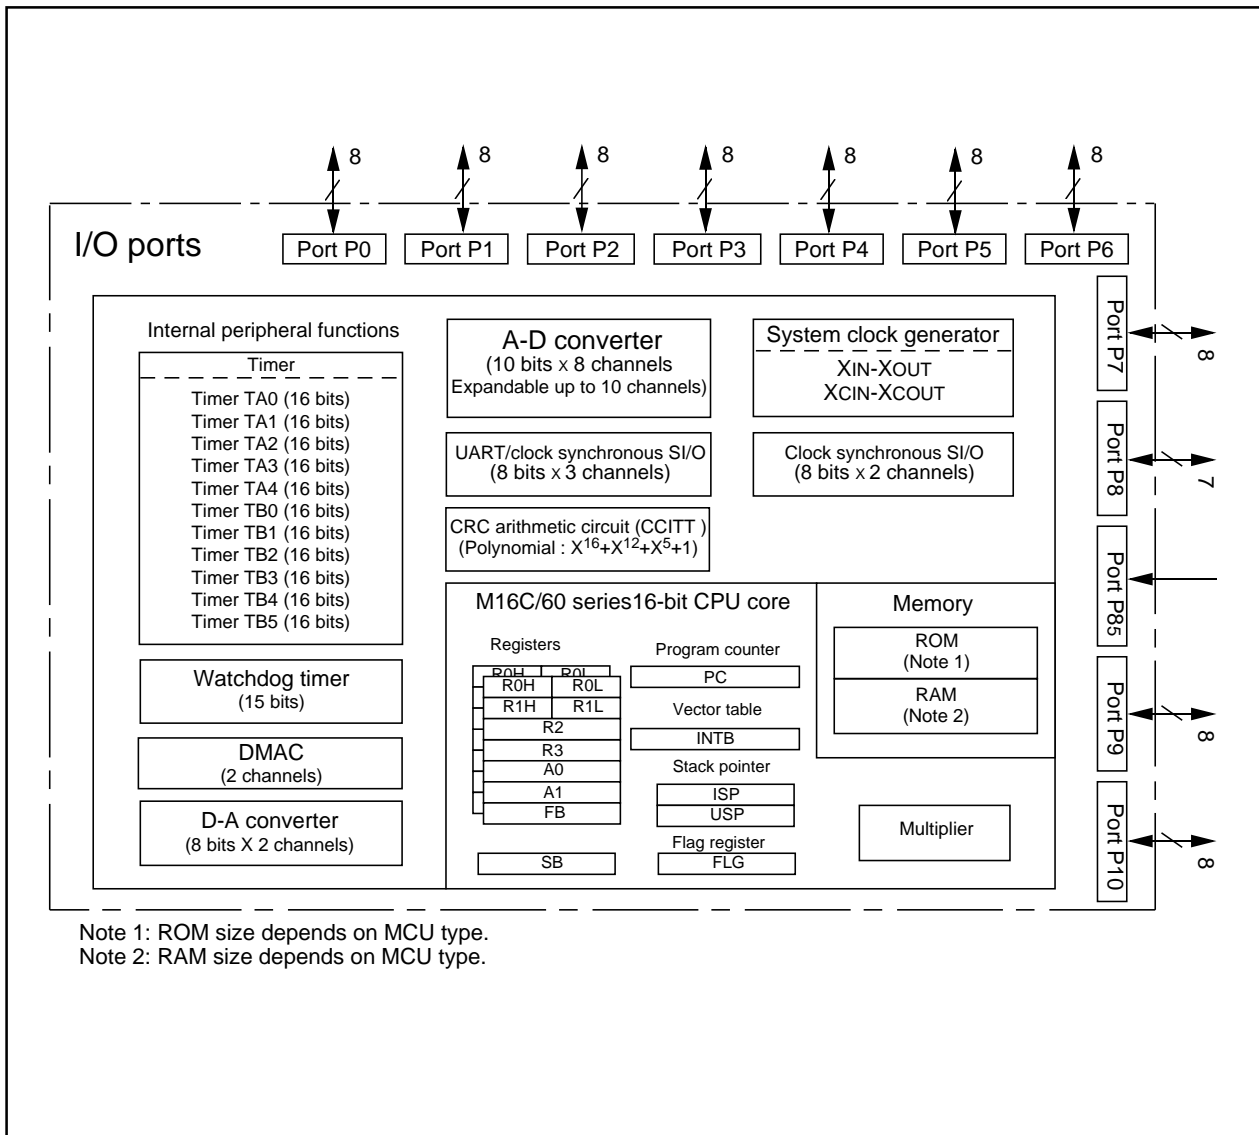 8 8 8 8 8 8 8
I/O ports
Port P0 Port P1 Port P2 Port P3 Port P4 Port P5 Port P6
Internal peripheral functions
Timer
Timer TA0 (16 bits)
Timer TA1 (16 bits)
Timer TA2 (16 bits)
Timer TA3 (16 bits)
Timer TA4 (16 bits)
Timer TB0 (16 bits)
Timer TB1 (16 bits)
Timer TB2 (16 bits)
Timer TB3 (16 bits)
Timer TB4 (16 bits)
Timer TB5 (16 bits)
Watchdog timer
(15 bits)
DMAC
(2 channels)
D-A converter
(8 bits X 2 channels)
A-D converter
(10 bits x 8 channels
Expandable up to 10 channels)
UART/clock synchronous SI/O
(8 bits x 3 channels)
CRC arithmetic circuit (CCITT )
(Polynomial : X16+X12+X5+1)
System clock generator
XIN-XOUT
XCIN-XCOUT
Clock synchronous SI/O
(8 bits x 2 channels)
M16C/60 series16-bit CPU core
Registers
R0H R0L
R0H R0L
R1H R1L
R2
R3
A0
A1
FB
SB
Program counter
PC
Vector table
INTB
Stack pointer
ISP
USP
Flag register
FLG
Memory
ROM
(Note 1)
RAM
(Note 2)
Multiplier
Port P7
8
Port P8
7
Port P85
Port P9
8
Port P10
8
Note 1: ROM size depends on MCU type.
Note 2: RAM size depends on MCU type.